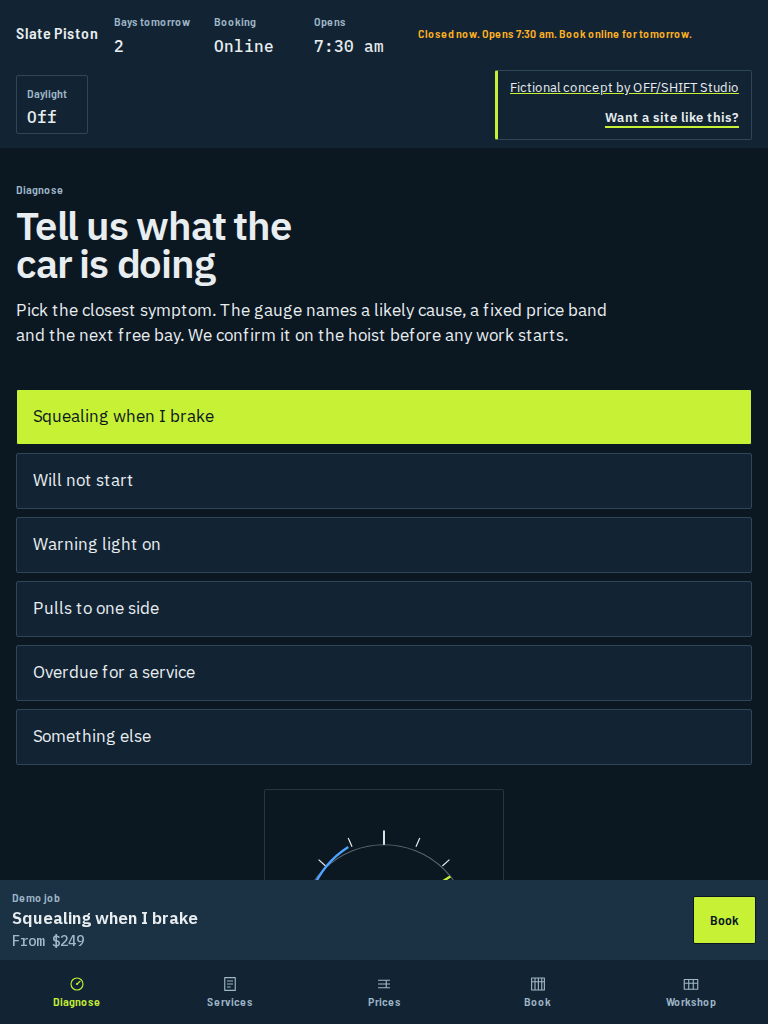 Slate Piston
Bays tomorrow
2
Booking
Online
Opens
7:30 am
Closed now. Opens 7:30 am. Book online for tomorrow.
Daylight
Off
Fictional concept by OFF/SHIFT Studio
Want a site like this?
Diagnose
Tell us what the
car is doing
Pick the closest symptom. The gauge names a likely cause, a fixed price band
and the next free bay. We confirm it on the hoist before any work starts.
Squealing when I brake
Will not start
Warning light on
Pulls to one side
Overdue for a service
Something else
Demo job
Squealing when I brake
From $249
Book
Diagnose
Services
Prices
Book
Workshop